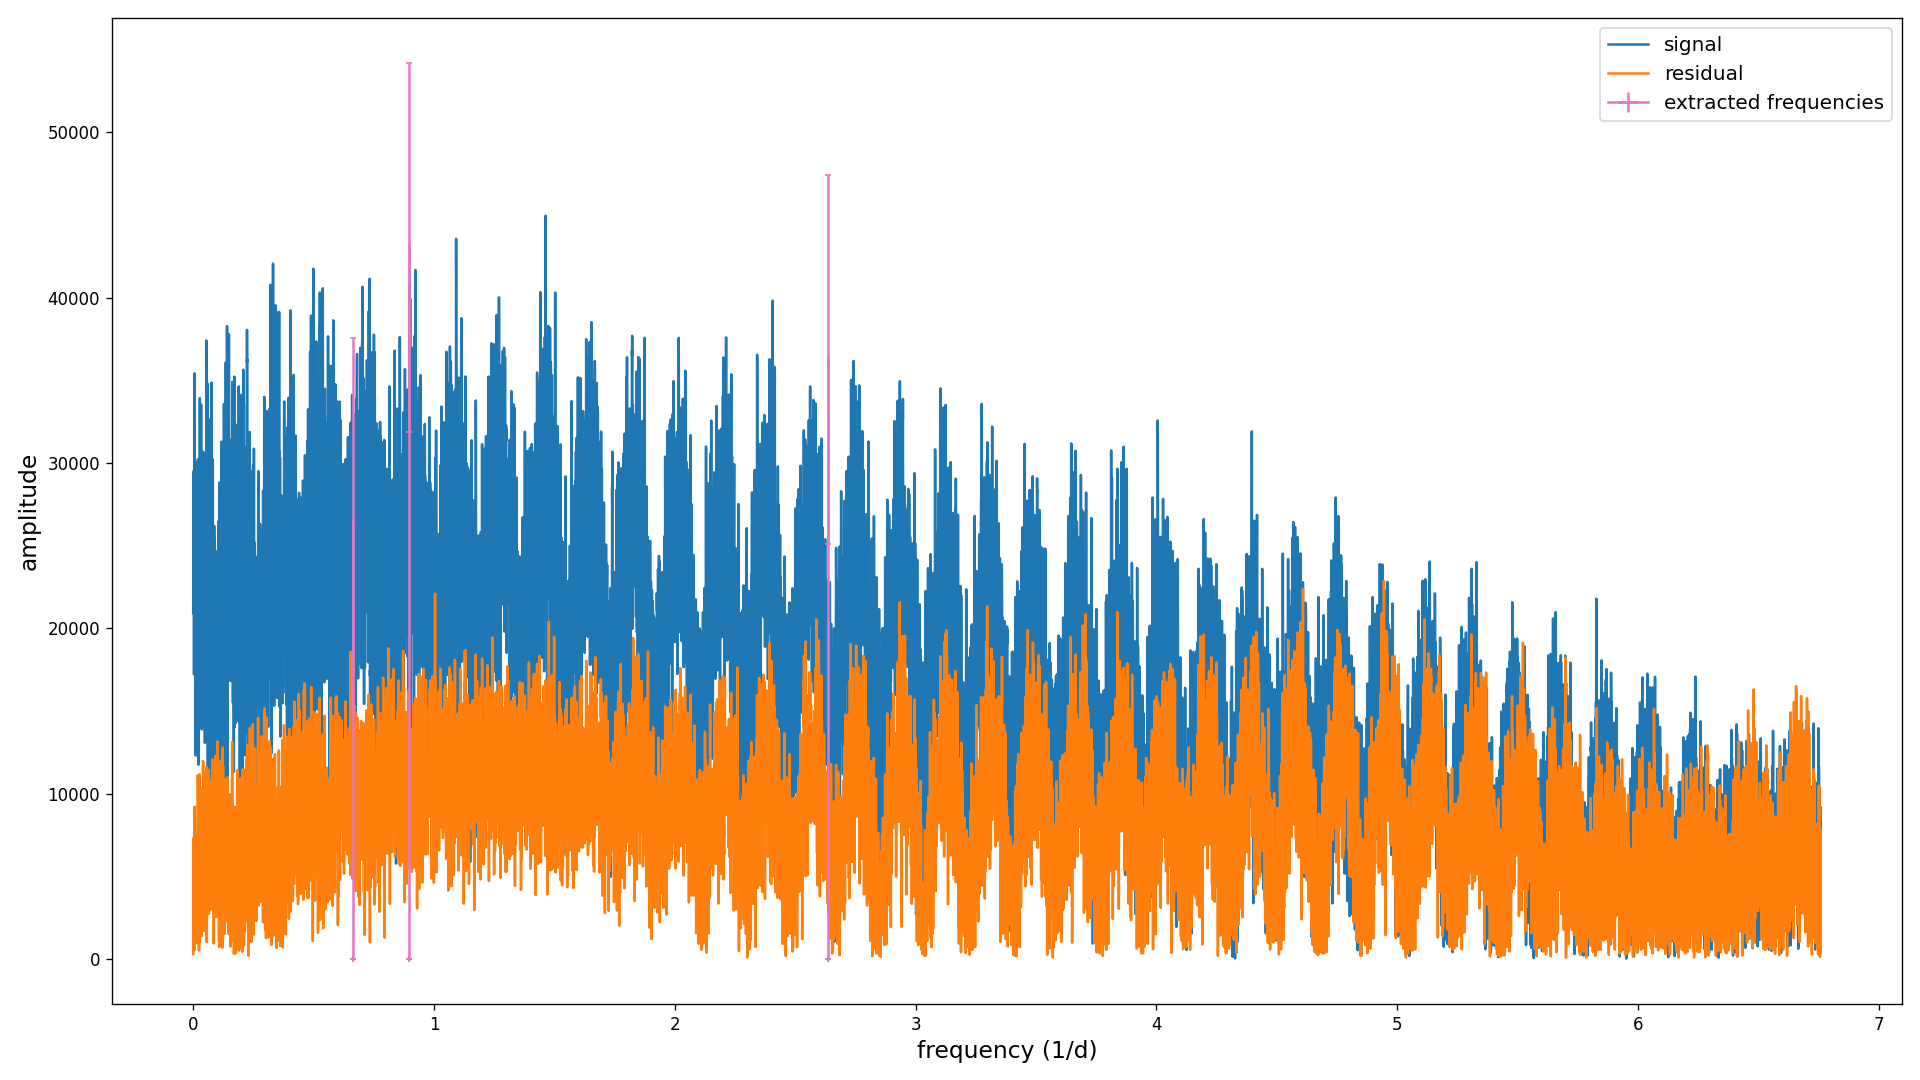 signal
residual
extracted frequencies
50000
40000
30000
20000
10000
0
amplitude
0 1 2 3 4 5 6 7
frequency (1/d)